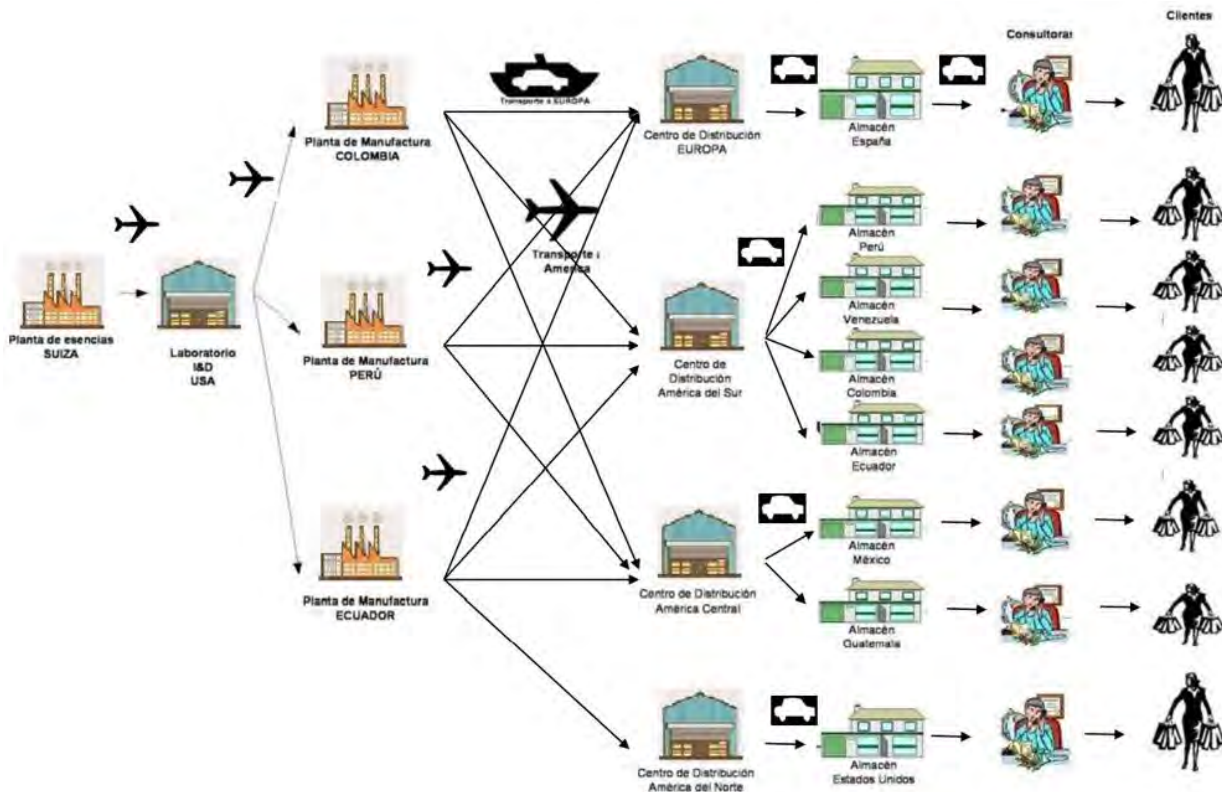 Clientes
Consultoras
Transporte a EUROPA
Planta de Manufactura
COLOMBIA
Centro de Distribución
EUROPA
Almacén
España
Transporte a
America
Almacén
Perú
Planta de esencias
SUIZA
Laboratorio
I&D
USA
Planta de Manufactura
PERÚ
Centro de
Distribución
América del Sur
Almacén
Venezuela
Almacén
Colombia
Almacén
Ecuador
Planta de Manufactura
ECUADOR
Centro de Distribución
América Central
Almacén
México
Almacén
Guatemala
Centro de Distribución
América del Norte
Almacén
Estados Unidos